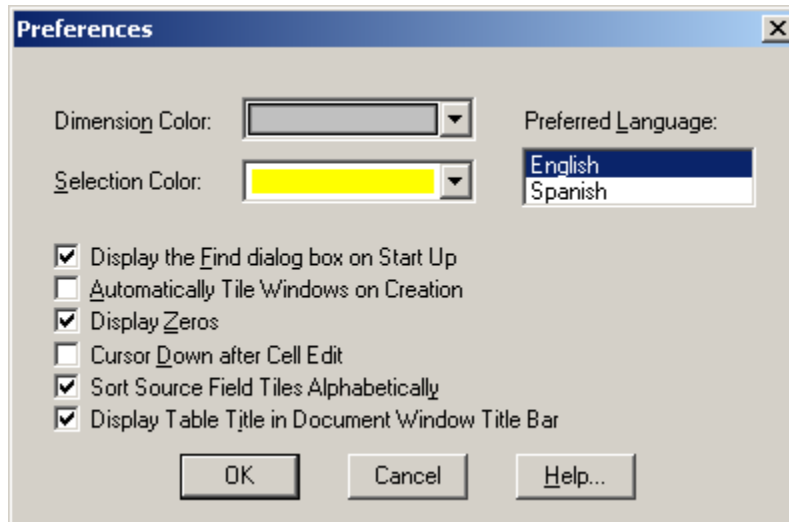 Preferences
Dimension Color:
Preferred Language:
Selection Color:
English
Spanish
Display the Find dialog box on Start Up
Automatically Tile Windows on Creation
Display Zeros
Cursor Down after Cell Edit
Sort Source Field Tiles Alphabetically
Display Table Title in Document Window Title Bar
OK
Cancel
Help...